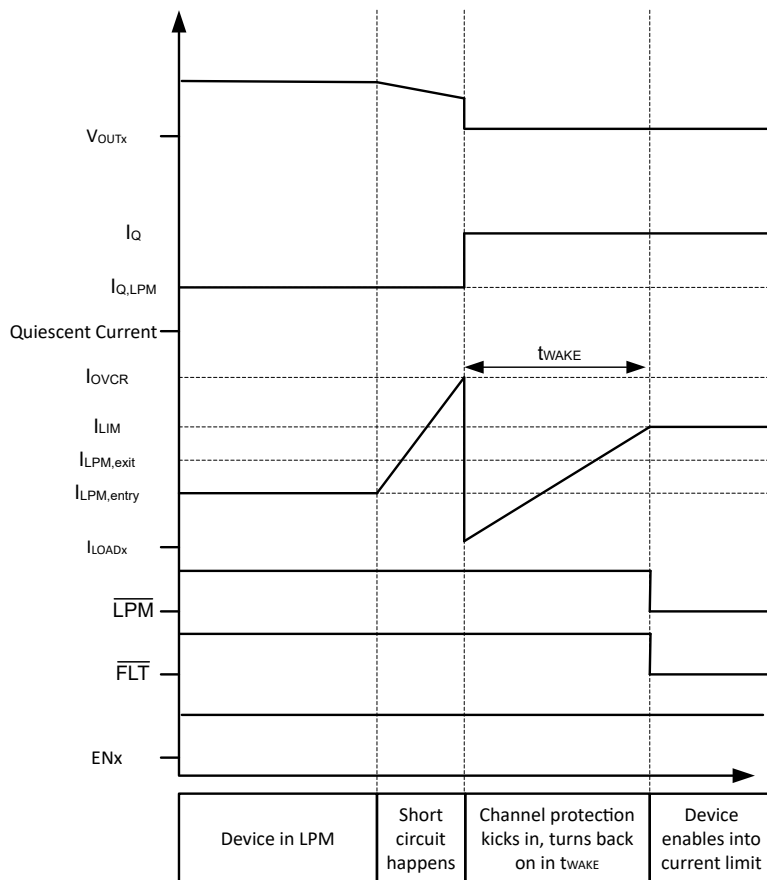 VOUTx
IQ
IQ,LPM
Quiescent Current
tWAKE
IOVCR
ILIM
ILPM,exit
ILPM,entry
ILOADx
LPM
FLT
ENx
Device in LPM
Short
circuit
happens
Channel protection
kicks in, turns back
on in tWAKE
Device
enables into
current limit